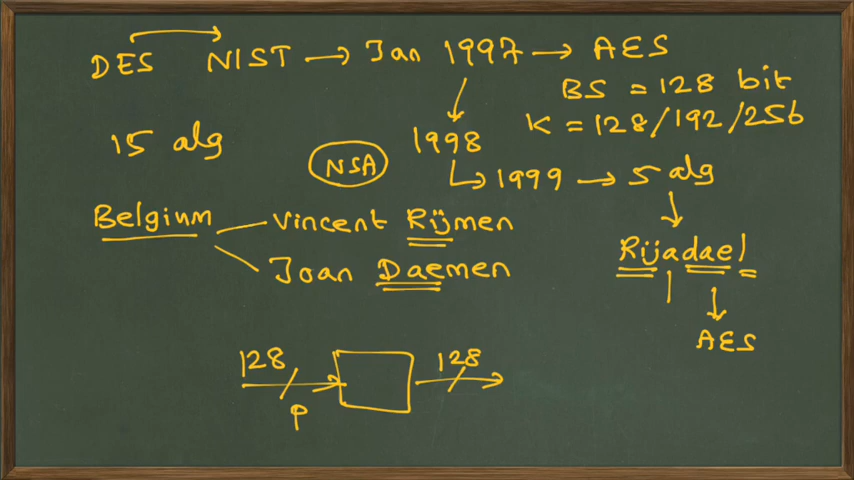 DES NIST → Jan 1997 → AES
BS = 128 bit
K = 128/192/256
15 alg
1998
NSA
1999 → 5 alg
Belgium
Vincent Rijmen
Joan Daemen
Rijadael
AES
128
P
128